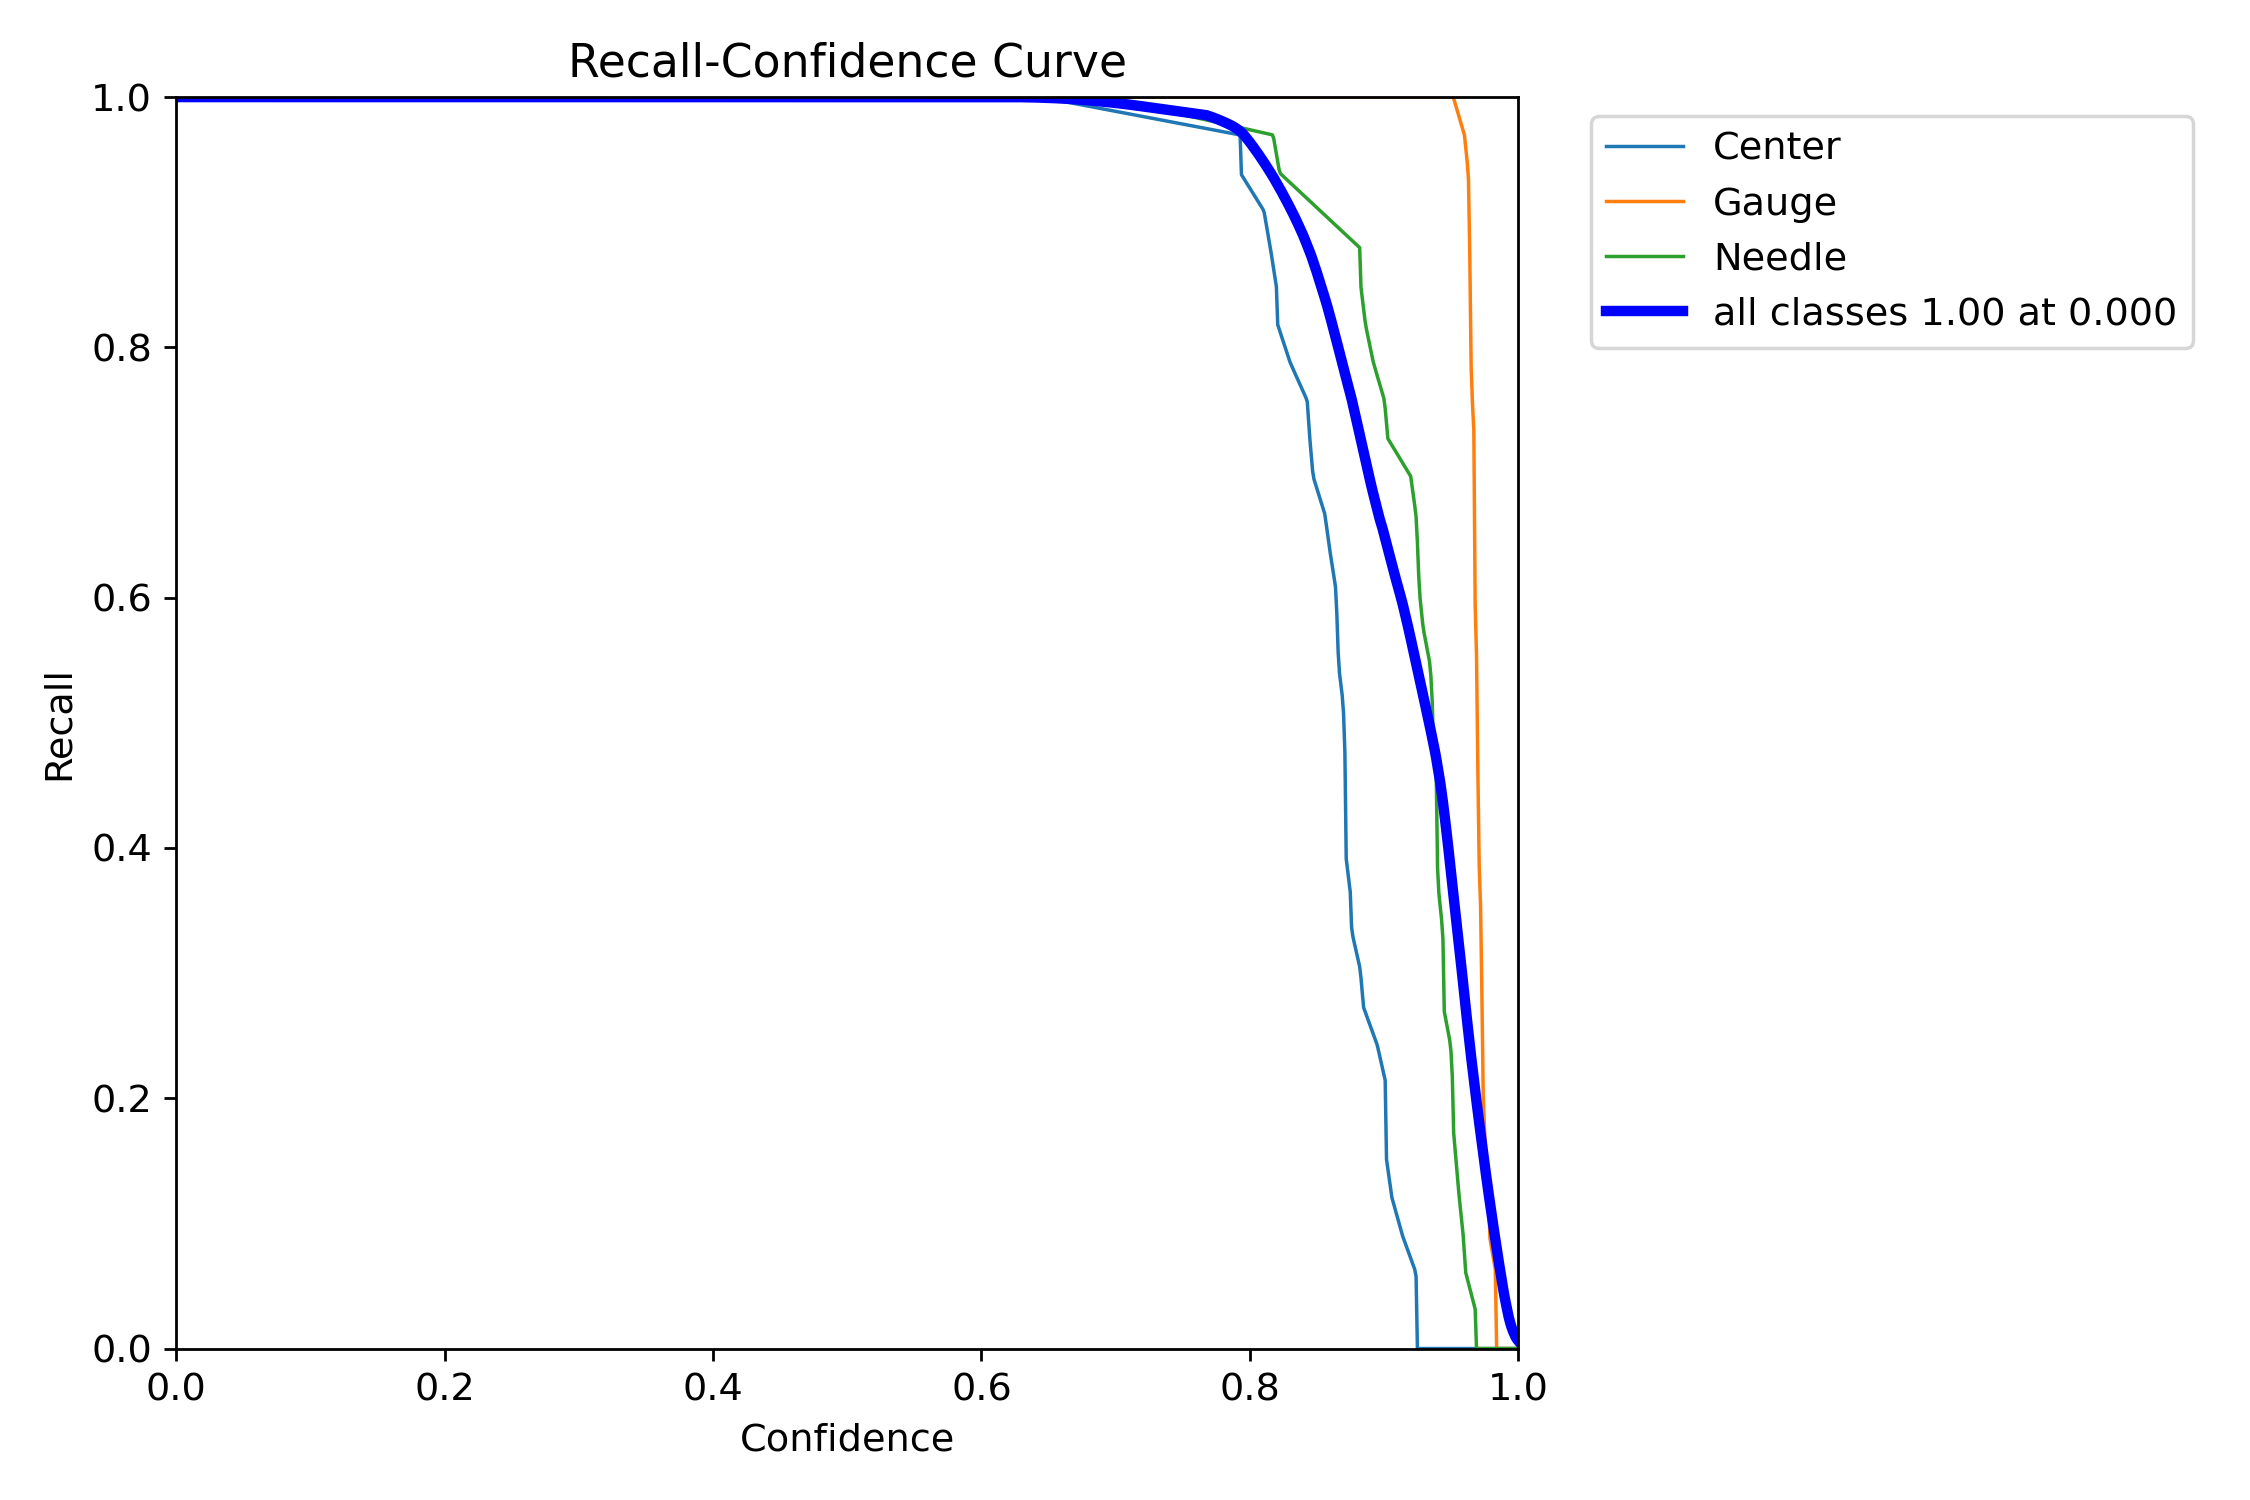 Recall-Confidence Curve
1.0
0.8
0.6
0.4
0.2
0.0
Recall
0.0 0.2 0.4 0.6 0.8 1.0
Confidence
Center
Gauge
Needle
all classes 1.00 at 0.000